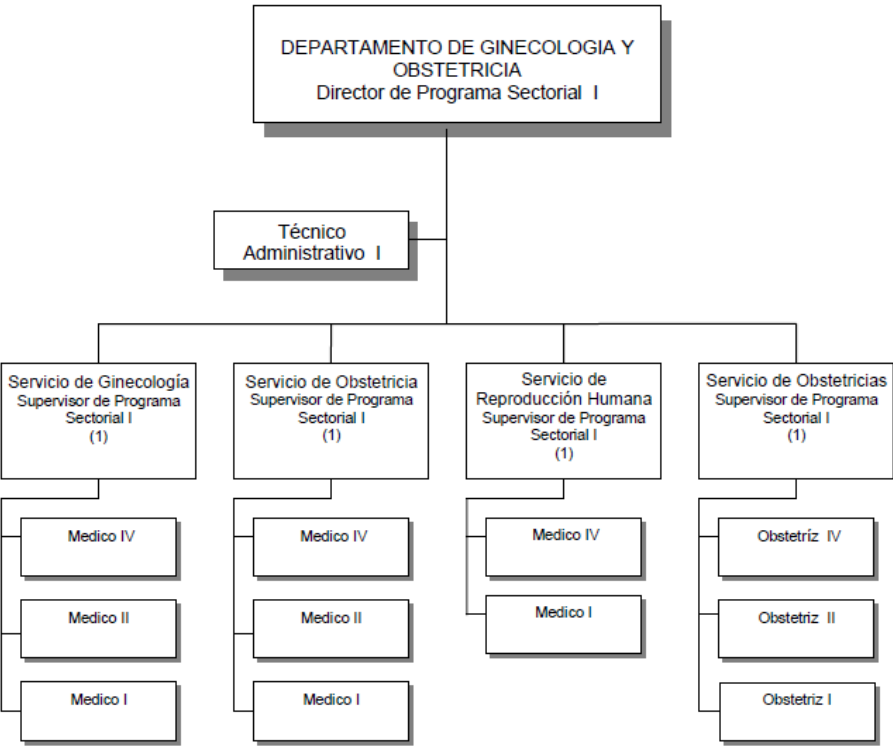 DEPARTAMENTO DE GINECOLOGIA Y
OBSTETRICIA
Director de Programa Sectorial I
Técnico
Administrativo I
Servicio de Ginecología
Supervisor de Programa
Sectorial I
(1)
Medico IV
Medico II
Medico I
Servicio de Obstetricia
Supervisor de Programa
Sectorial I
(1)
Medico IV
Medico II
Medico I
Servicio de
Reproducción Humana
Supervisor de Programa
Sectorial I
(1)
Medico IV
Medico I
Servicio de Obstetricias
Supervisor de Programa
Sectorial I
(1)
Obstetríz IV
Obstetriz II
Obstetriz I